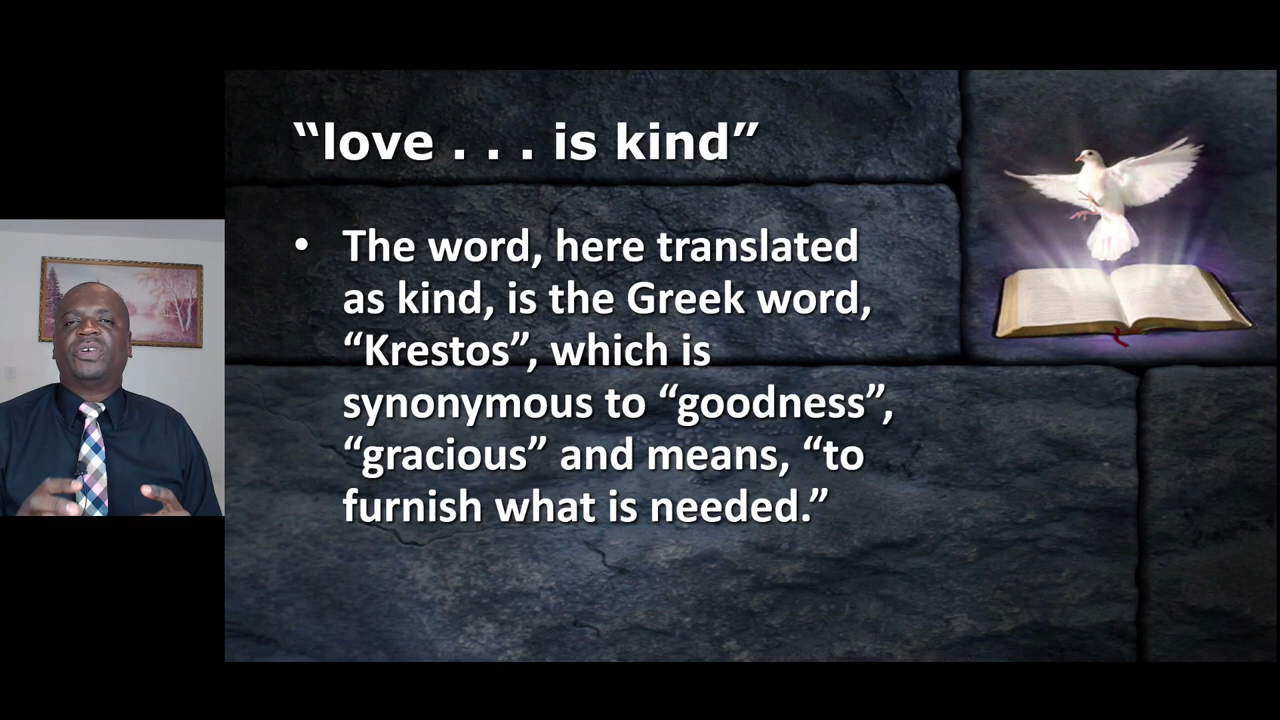 “love . . . is kind”
• The word, here translated
as kind, is the Greek word,
“Krestos”, which is
synonymous to “goodness”,
“gracious” and means, “to
furnish what is needed.”